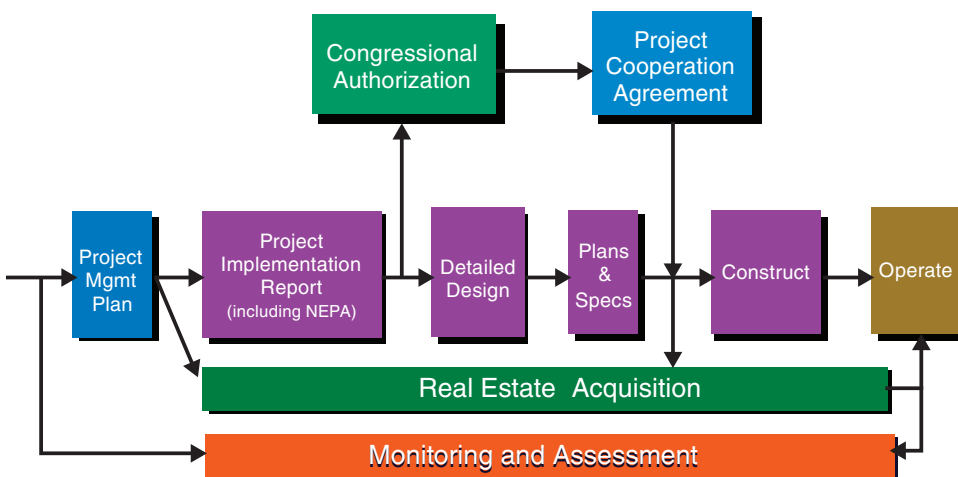 Congressional
Authorization
Project
Cooperation
Agreement
Project
Mgmt
Plan
Project
Implementation
Report
(including NEPA)
Detailed
Design
Plans
&
Specs
Construct
Operate
Real Estate Acquisition
Monitoring and Assessment